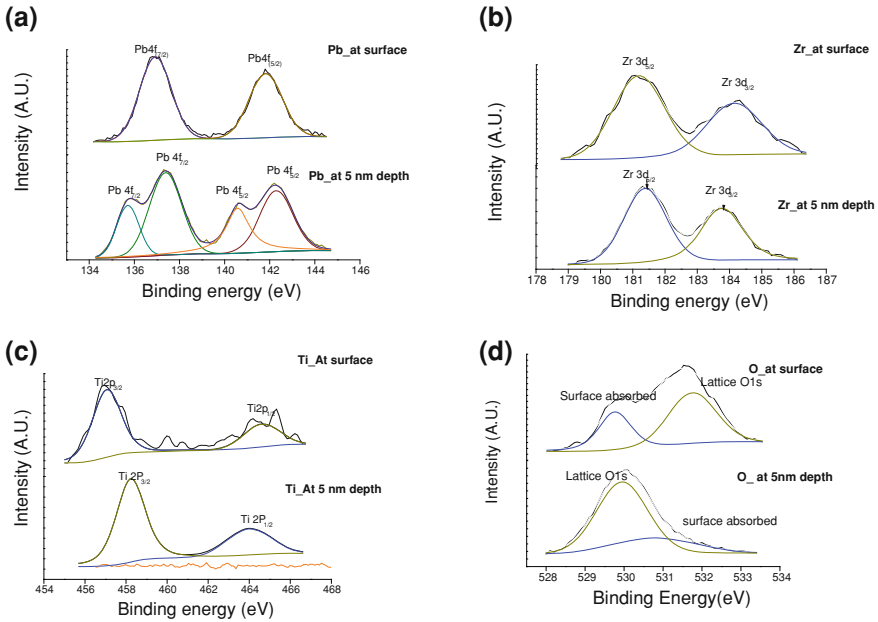 (a)
Pb_at surface
Pb4f(7/2)
Pb4f(5/2)
Pb_at 5 nm depth
Pb 4f7/2
Pb 4f7/2
Pb 4f5/2
Pb 4f5/2
Intensity (A.U.)
134 136 138 140 142 144 146
Binding energy (eV)
(b)
Zr_at surface
Zr 3d5/2
Zr 3d3/2
Zr_at 5 nm depth
Zr 3d5/2
Zr 3d3/2
Intensity (A.U.)
178 179 180 181 182 183 184 185 186 187
Binding energy (eV)
(c)
Ti_At surface
Ti2p3/2
Ti2p1/2
Ti_At 5 nm depth
Ti 2P3/2
Ti 2P1/2
Intensity (A.U.)
454 456 458 460 462 464 466 468
Binding energy (eV)
(d)
O_at surface
Lattice O1s
Surface absorbed
O_ at 5nm depth
Lattice O1s
surface absorbed
Intensity (A.U.)
528 529 530 531 532 533 534
Binding Energy(eV)